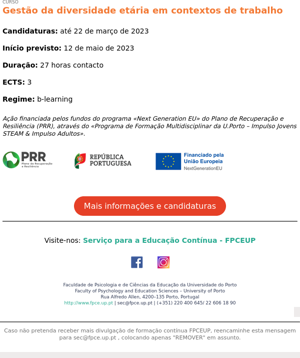 CURSO
Gestão da diversidade etária em contextos de trabalho
Candidaturas: até 22 de março de 2023
Início previsto: 12 de maio de 2023
Duração: 27 horas contacto
ECTS: 3
Regime: b-learning
Ação financiada pelos fundos do programa «Next Generation EU» do Plano de Recuperação e
Resiliência (PRR), através do «Programa de Formação Multidisciplinar da U.Porto – Impulso Jovens
STEAM & Impulso Adultos».
PRR
Plano de Recuperação
e Resiliência
REPÚBLICA
PORTUGUESA
Financiado pela
União Europeia
NextGenerationEU
Mais informações e candidaturas
Visite-nos: Serviço para a Educação Contínua - FPCEUP
Faculdade de Psicologia e de Ciências da Educação da Universidade do Porto
Faculty of Psychology and Education Sciences - University of Porto
Rua Alfredo Allen, 4200-135 Porto, Portugal
http://www.fpce.up.pt | sec@fpce.up.pt | (+351) 220 400 645/ 22 606 18 90
Caso não pretenda receber mais divulgação de formação contínua FPCEUP, reencaminhe esta mensagem
para sec@fpce.up.pt , colocando apenas "REMOVER" em assunto.